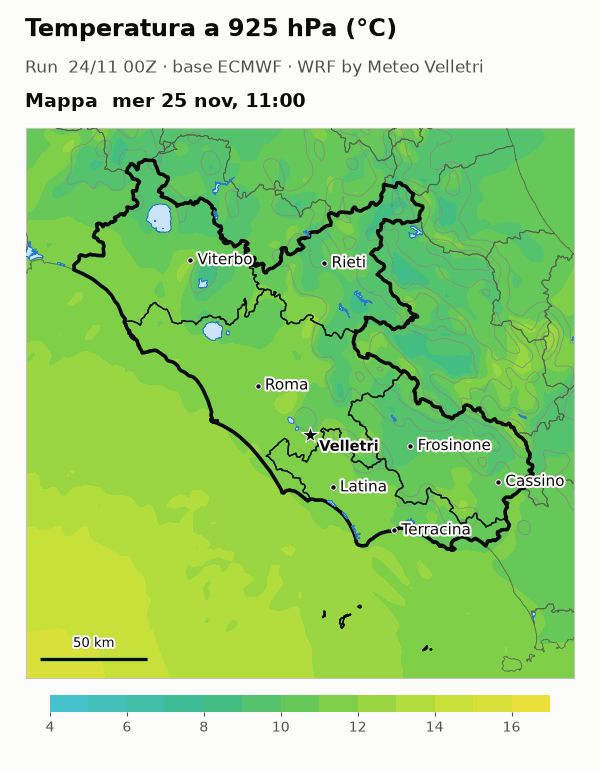 Temperatura a 925 hPa (°C)
Run  24/11 00Z · base ECMWF · WRF by Meteo Velletri
Mappa  mer 25 nov, 11:00
Viterbo
Rieti
Roma
Velletri
Frosinone
Latina
Cassino
Terracina
50 km
4 6 8 10 12 14 16